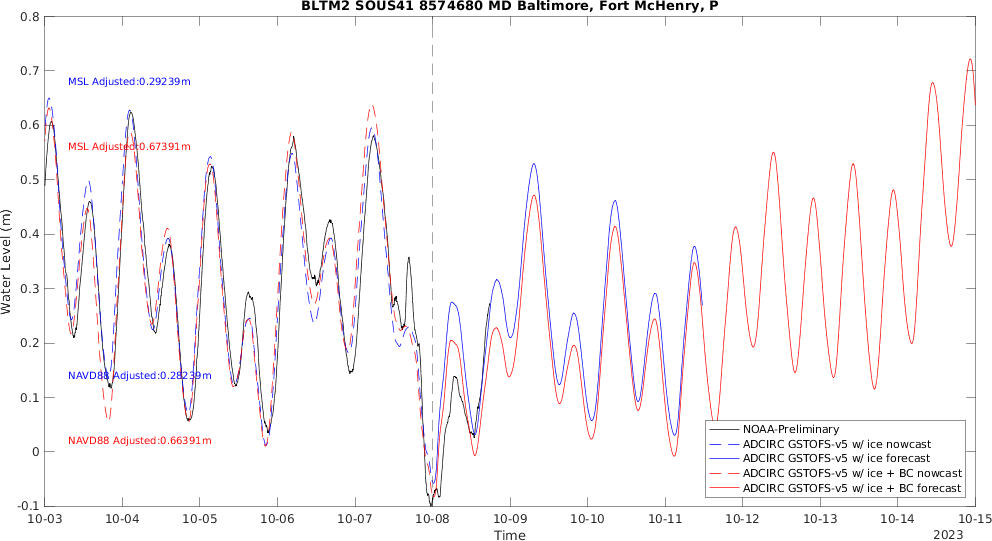 BLTM2 SOUS41 8574680 MD Baltimore, Fort McHenry, P
0.8
0.7
0.6
0.5
0.4
0.3
0.2
0.1
0
-0.1
Water Level (m)
MSL Adjusted:0.29239m
MSL Adjusted:0.67391m
NAVD88 Adjusted:0.28239m
NAVD88 Adjusted:0.66391m
NOAA-Preliminary
ADCIRC GSTOFS-v5 w/ ice nowcast
ADCIRC GSTOFS-v5 w/ ice forecast
ADCIRC GSTOFS-v5 w/ ice + BC nowcast
ADCIRC GSTOFS-v5 w/ ice + BC forecast
10-03 10-04 10-05 10-06 10-07 10-08 10-09 10-10 10-11 10-12 10-13 10-14 10-15
Time
2023